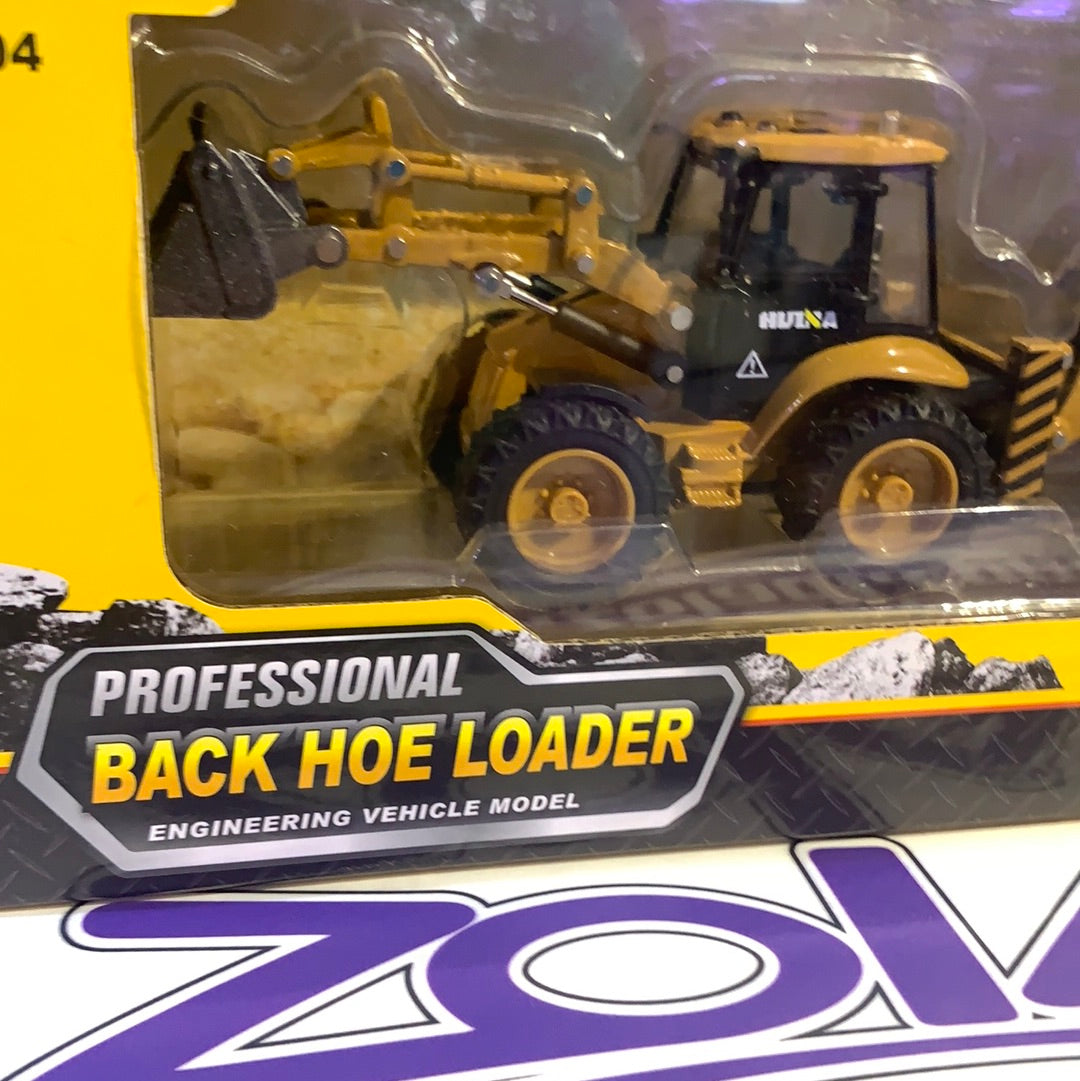 04
HUINA
PROFESSIONAL
BACK HOE LOADER
ENGINEERING VEHICLE MODEL